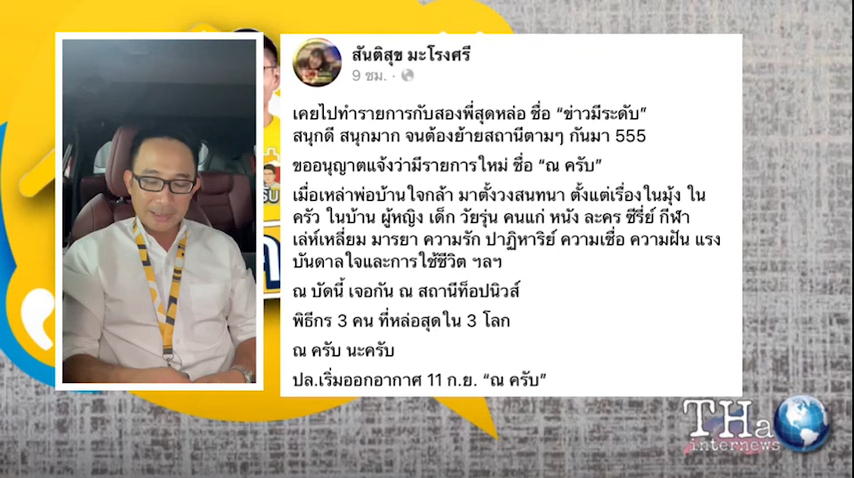 สันติสุข มะโรงศรี
9 ชม. ·
เคยไปทำรายการกับสองพี่สุดหล่อ ชื่อ “ข่าวมีระดับ”
สนุกดี สนุกมาก จนต้องย้ายสถานีตามๆ กันมา 555
ขออนุญาตแจ้งว่ามีรายการใหม่ ชื่อ “ณ ครับ”
เมื่อเหล่าพ่อบ้านใจกล้า มาตั้งวงสนทนา ตั้งแต่เรื่องในมุ้ง ใน
ครัว ในบ้าน ผู้หญิง เด็ก วัยรุ่น คนแก่ หนัง ละคร ซีรี่ย์ กีฬา
เล่ห์เหลี่ยม มารยา ความรัก ปาฏิหาริย์ ความเชื่อ ความฝัน แรง
บันดาลใจและการใช้ชีวิต ฯลฯ
ณ บัดนี้ เจอกัน ณ สถานีท็อปนิวส์
พิธีกร 3 คน ที่หล่อสุดใน 3 โลก
ณ ครับ นะครับ
ปล.เริ่มออกอากาศ 11 ก.ย. “ณ ครับ”
THa
internews